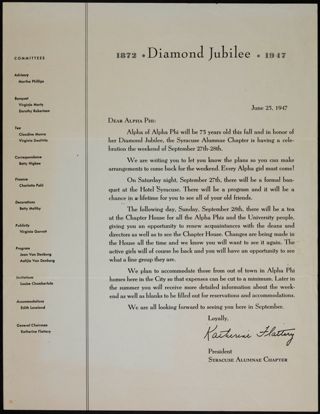 1872 • Diamond Jubilee • 1947
COMMITTEES
Advisory
Martha Phillips
Banquet
Virginia Marty
Dorothy Robertson
Tea
Claudine Morra
Correspondence
Betty Higbee
Finance
Charlotte Pohl
Decorations
Betty Maltby
Publicity
Virginia Garrett
Program
Jean Van Denburg
Adelyn Van Denburg
Invitations
Louise Chamberlain
Accommodations
Edith Loveland
General Chairman
Katherine Flattery
June 25, 1947
DEAR ALPHA PHI:
Alpha of Alpha Phi will be 75 years old this fall and in honor of
her Diamond Jubilee, the Syracuse Alumnae Chapter is having a cele-
bration the weekend of September 27th-28th.
We are writing you to let you know the plans so you can make
arrangements to come back for the weekend. Every Alpha gal must come!
On Saturday night, September 27th, there will be a formal ban-
quet at the Hotel Syracuse. There will be a program and it will be a
chance in a lifetime for you to see all of your old friends.
The following day, Sunday, September 28th, there will be a tea
at the Chapter House for all the Alpha Phis and the University people,
giving you an opportunity to renew acquaintances with the deans and
directors as well as to see the Chapter House. Changes are being made in
the House all the time and we know you will want to see it again. The
active girls will of course be back and you will have an opportunity to see
what a fine group they are.
We plan to accommodate those from out of town in Alpha Phi
homes here in the City so that expenses can be cut to a minimum. Later in
the summer you will receive more detailed information about the week-
end as well as blanks to be filled out for reservations and accommodations.
We are all looking forward to seeing you here in September.
Loyally,
Katherine Flattery
President
SYRACUSE ALUMNAE CHAPTER